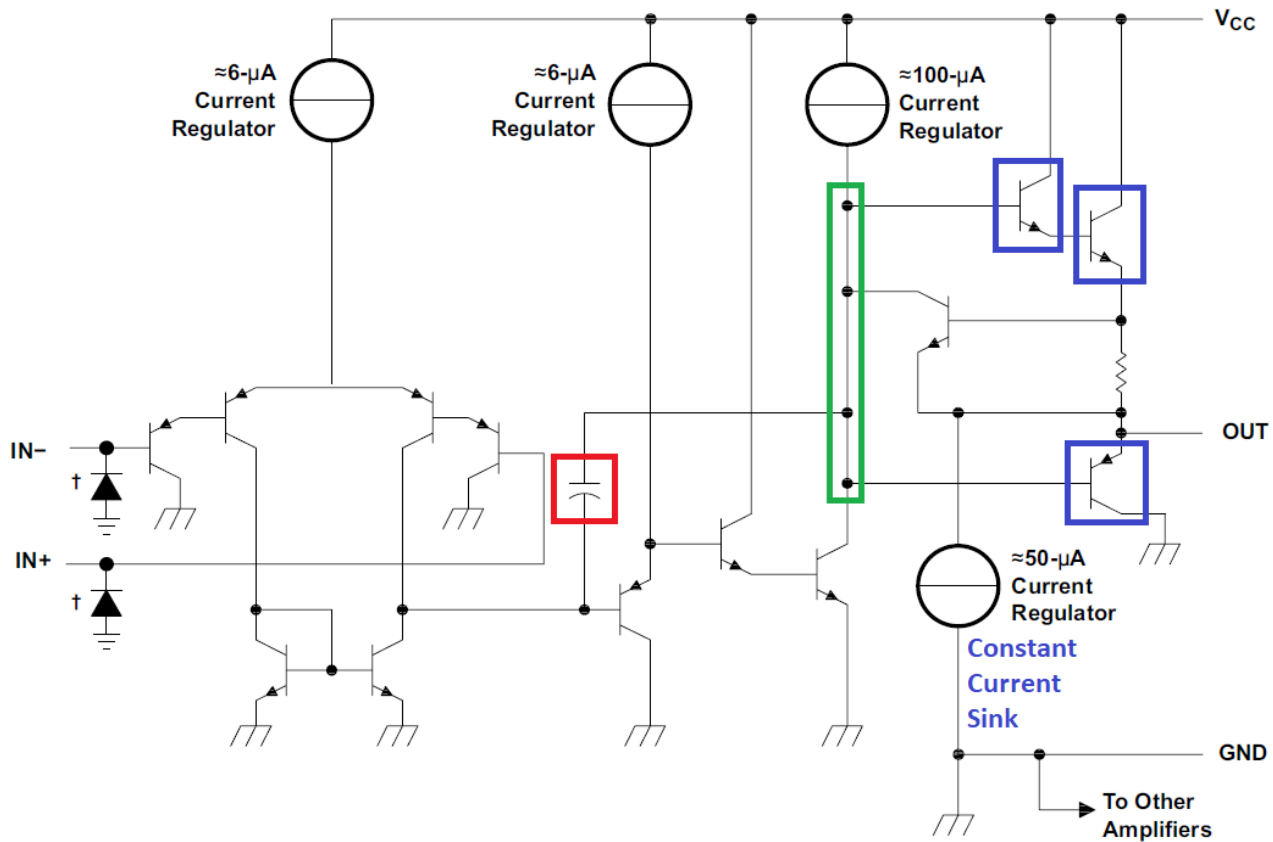 VCC
≈6-µA
Current
Regulator
≈6-µA
Current
Regulator
≈100-µA
Current
Regulator
IN−
†
OUT
IN+
†
≈50-µA
Current
Regulator
Constant
Current
Sink
GND
To Other
Amplifiers